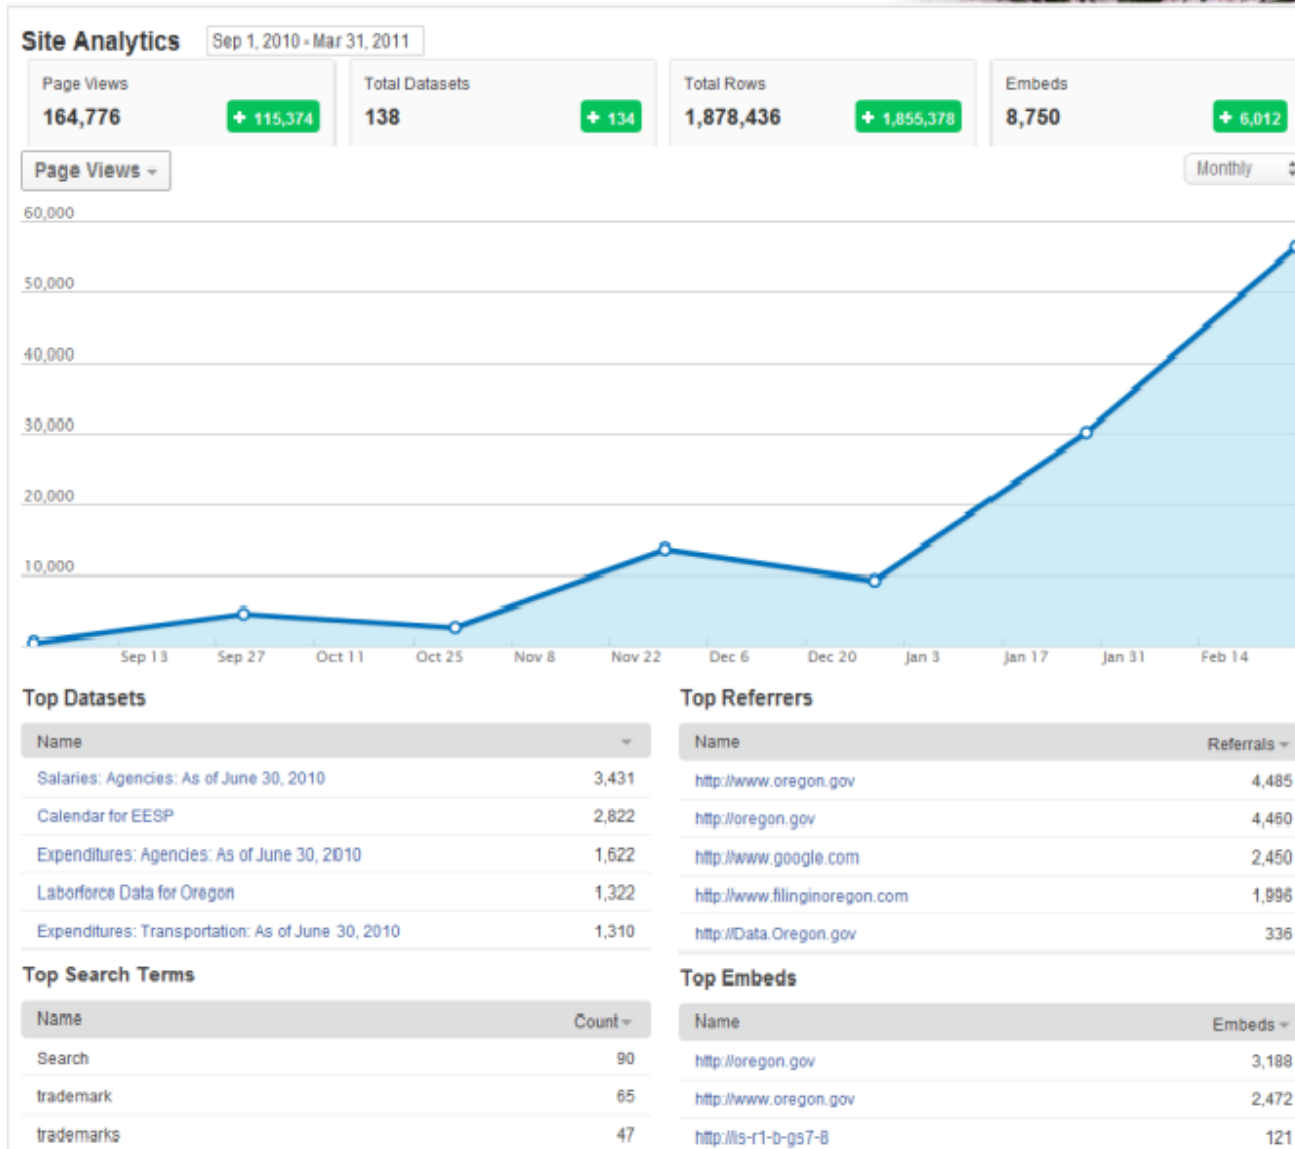 Site Analytics Sep 1, 2010 - Mar 31, 2011
Page Views Total Datasets Total Rows Embeds
164,776 + 115,374 138 + 134 1,878,436 + 1,855,378 8,750 + 6,012
Page Views Monthly
60,000
50,000
40,000
30,000
20,000
10,000
Sep 13 Sep 27 Oct 11 Oct 25 Nov 8 Nov 22 Dec 6 Dec 20 Jan 3 Jan 17 Jan 31 Feb 14
Top Datasets
Name
Salaries: Agencies: As of June 30, 2010 3,431
Calendar for EESP 2,822
Expenditures: Agencies: As of June 30, 2010 1,622
Laborforce Data for Oregon 1,322
Expenditures: Transportation: As of June 30, 2010 1,310
Top Referrers
Name Referrals
http://www.oregon.gov 4,485
http://oregon.gov 4,460
http://www.google.com 2,450
http://www.filinginoregon.com 1,996
http://Data.Oregon.gov 336
Top Search Terms
Name Count
Search 90
trademark 65
trademarks 47
Top Embeds
Name Embeds
http://oregon.gov 3,188
http://www.oregon.gov 2,472
http://is-r1-b-gs7-8 121